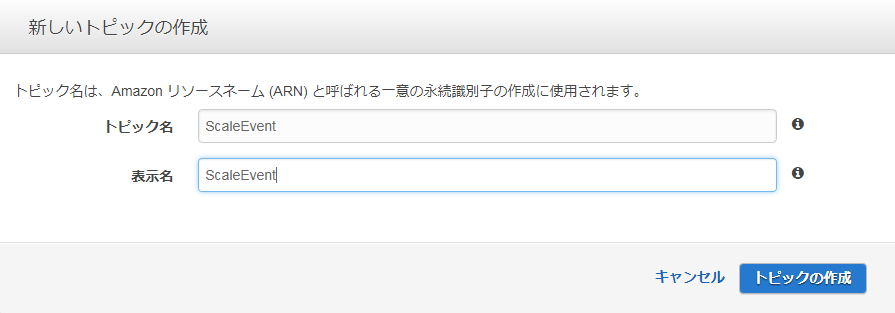 新しいトピックの作成
トピック名は、Amazon リソースネーム (ARN) と呼ばれる一意の永続識別子の作成に使用されます。
トピック名 ScaleEvent
表示名 ScaleEvent
キャンセル トピックの作成